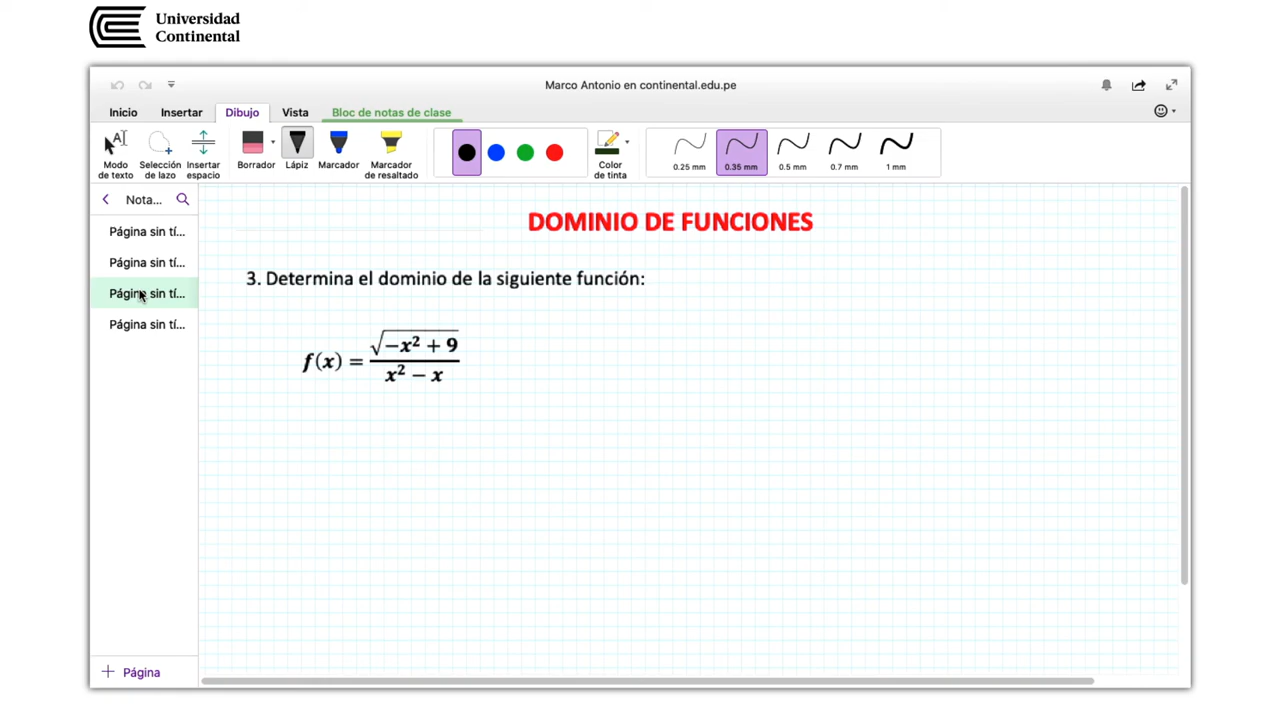 Universidad
Continental
Marco Antonio en continental.edu.pe
Inicio
Insertar
Dibujo
Vista
Bloc de notas de clase
Modo
de texto
Selección
de lazo
Insertar
espacio
Borrador
Lápiz
Marcador
Marcador
de resaltado
Color
de tinta
0.25 mm
0.35 mm
0.5 mm
0.7 mm
1 mm
Nota...
Página sin tí...
Página sin tí...
Página sin tí...
Página sin tí...
DOMINIO DE FUNCIONES
3. Determina el dominio de la siguiente función:
f(x) = √(−x² + 9) / (x² − x)
Página